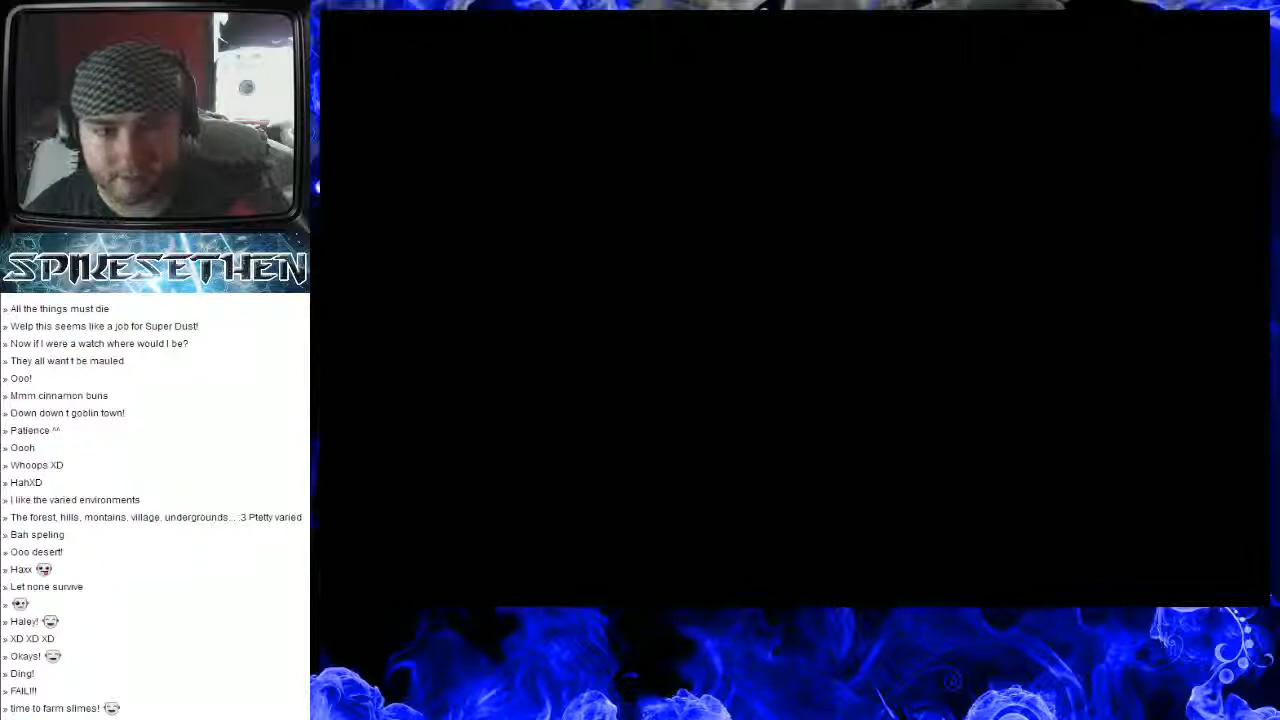 SPIKESETHEN
» All the things must die
» Welp this seems like a job for Super Dust!
» Now if I were a watch where would I be?
» They all want t be mauled
» Ooo!
» Mmm cinnamon buns
» Down down t goblin town!
» Patience ^^
» Oooh
» Whoops XD
» HahXD
» I like the varied environments
» The forest, hills, montains, village, undergrounds... :3 Ptetty varied
» Bah speling
» Ooo desert!
» Haxx
» Let none survive
»
» Haley!
» XD XD XD
» Okays!
» Ding!
» FAIL!!!
» time to farm slimes!